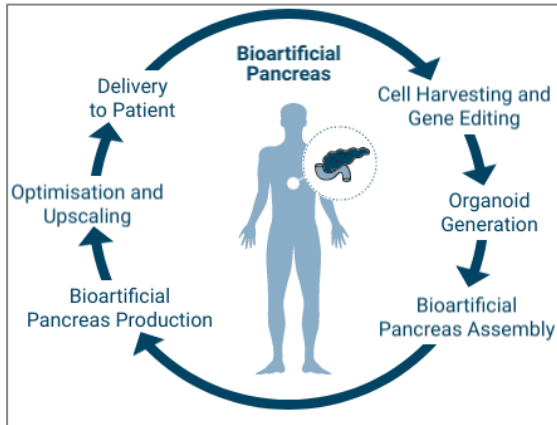 Bioartificial
Pancreas
Delivery
to Patient
Cell Harvesting and
Gene Editing
Optimisation and
Upscaling
Organoid
Generation
Bioartificial
Pancreas Production
Bioartificial
Pancreas Assembly